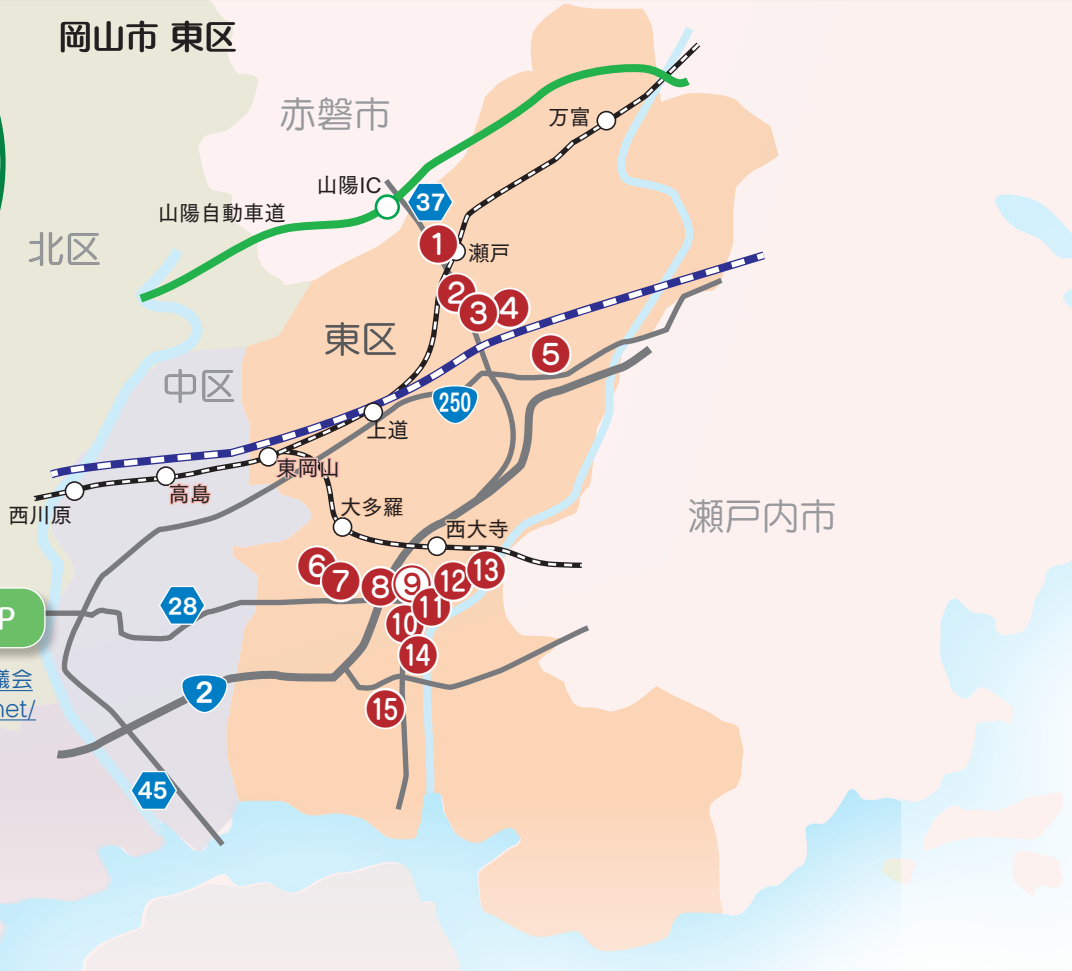 岡山市 東区
赤磐市
万富
山陽IC
37
山陽自動車道
1
瀬戸
北区
2
3
4
東区
5
中区
250
上道
東岡山
高島
西川原
大多羅
西大寺
瀬戸内市
6
7
8
9
12
13
11
10
28
P
14
議会
net/
2
15
45